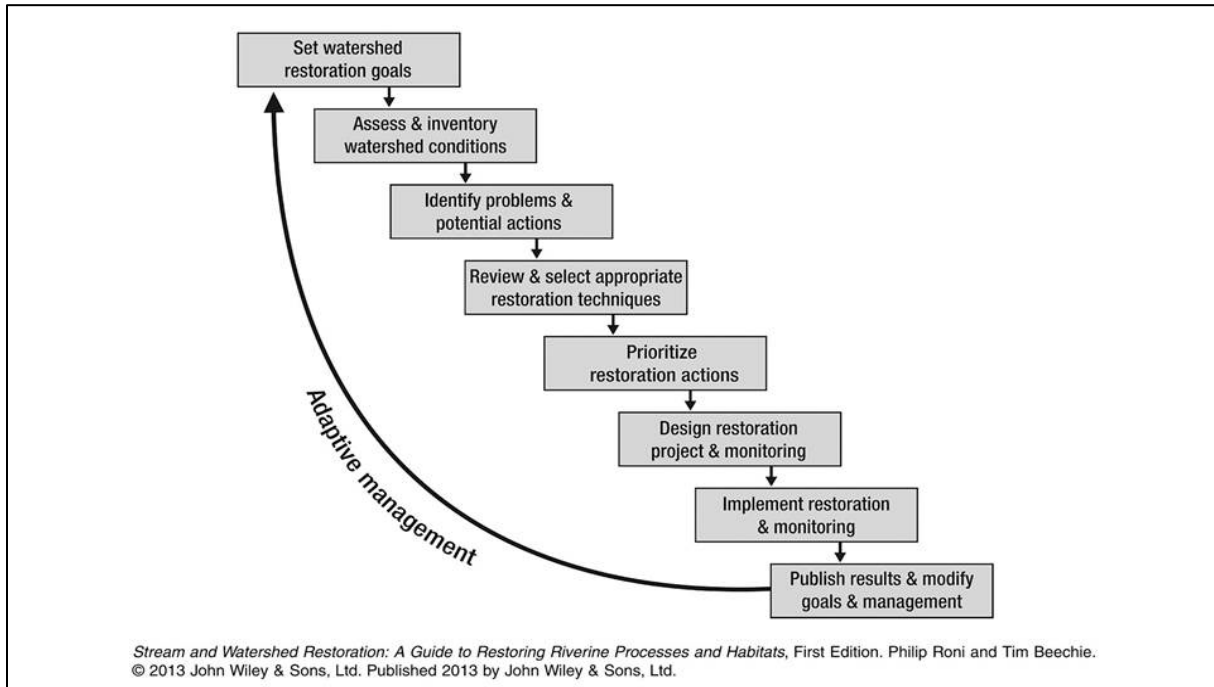 Set watershed
restoration goals
Assess & inventory
watershed conditions
Identify problems &
potential actions
Review & select appropriate
restoration techniques
Prioritize
restoration actions
Design restoration
project & monitoring
Implement restoration
& monitoring
Publish results & modify
goals & management
Adaptive management
Stream and Watershed Restoration: A Guide to Restoring Riverine Processes and Habitats, First Edition. Philip Roni and Tim Beechie.
© 2013 John Wiley & Sons, Ltd. Published 2013 by John Wiley & Sons, Ltd.